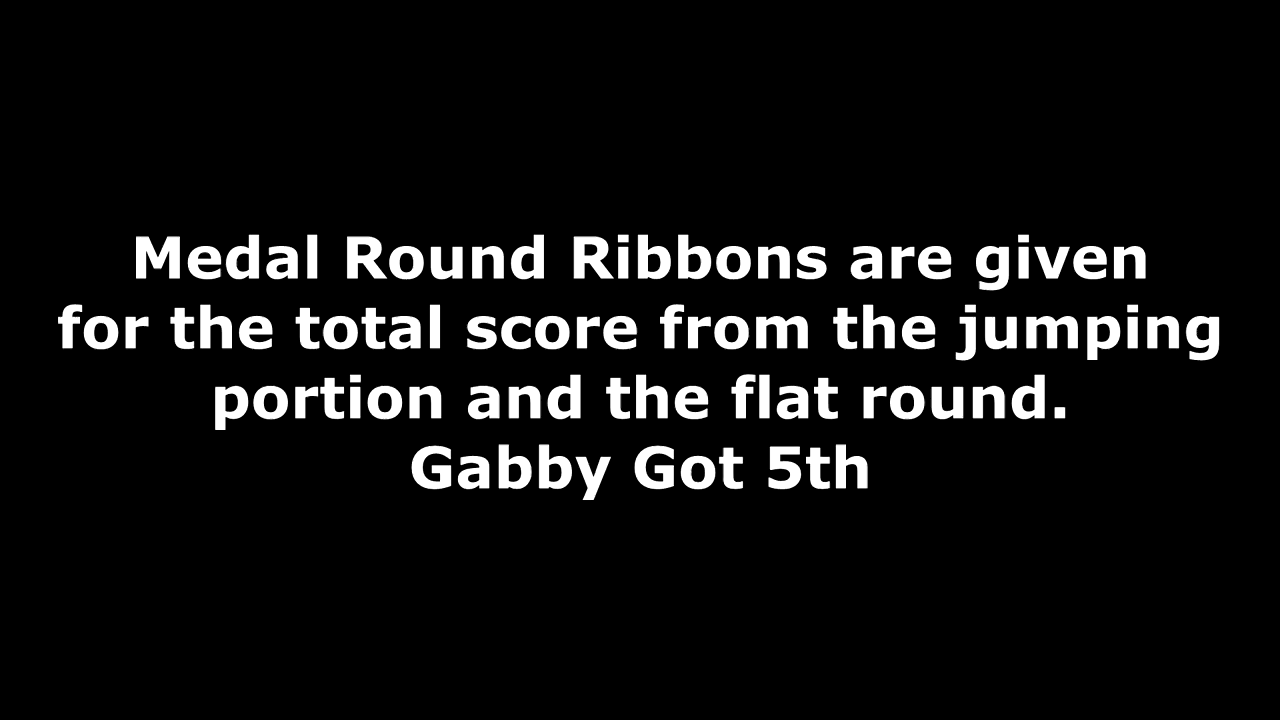 Medal Round Ribbons are given
for the total score from the jumping
portion and the flat round.
Gabby Got 5th